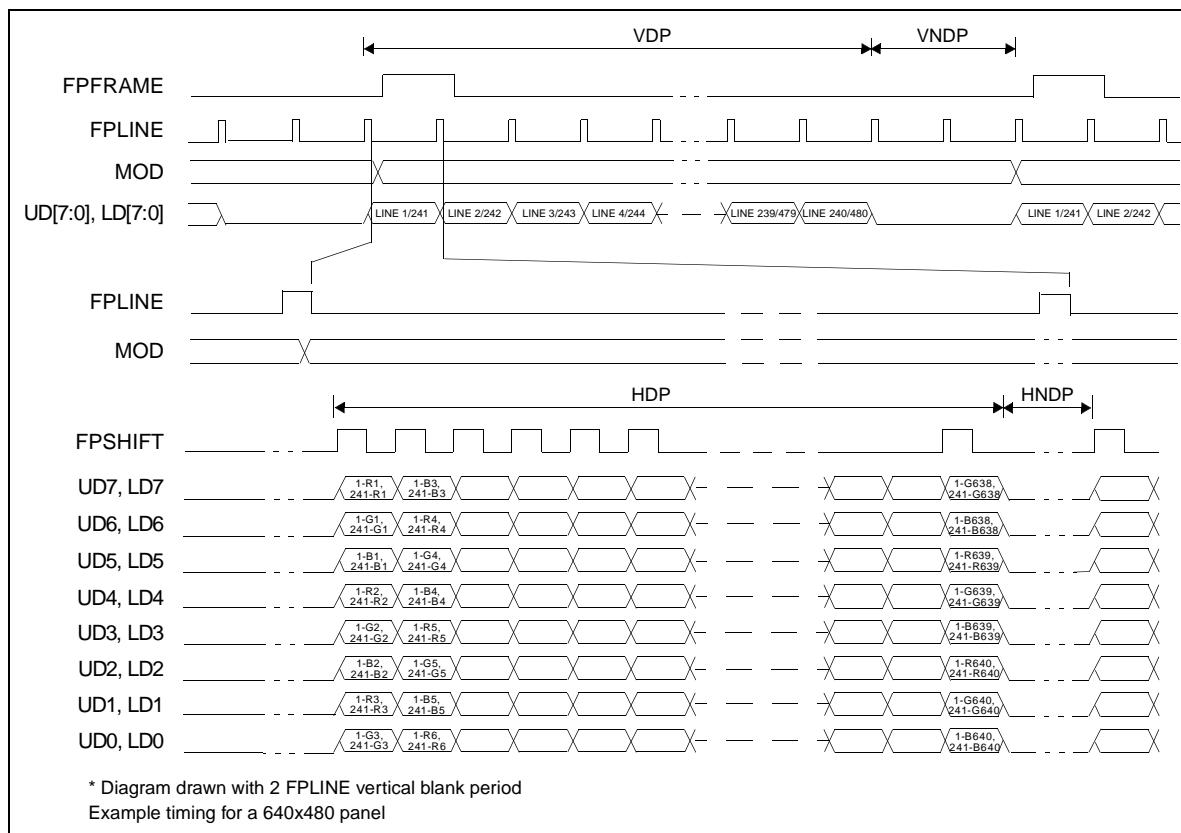 VDP VNDP
FPFRAME
FPLINE
MOD
UD[7:0], LD[7:0] LINE 1/241 LINE 2/242 LINE 3/243 LINE 4/244 LINE 239/479 LINE 240/480 LINE 1/241 LINE 2/242
FPLINE
MOD
HDP HNDP
FPSHIFT
UD7, LD7 1-R1, 241-R1 1-B3, 241-B3 1-G638, 241-G638
UD6, LD6 1-G1, 241-G1 1-R4, 241-R4 1-B638, 241-B638
UD5, LD5 1-B1, 241-B1 1-G4, 241-G4 1-R639, 241-R639
UD4, LD4 1-R2, 241-R2 1-B4, 241-B4 1-G639, 241-G639
UD3, LD3 1-G2, 241-G2 1-R5, 241-R5 1-B639, 241-B639
UD2, LD2 1-B2, 241-B2 1-G5, 241-G5 1-R640, 241-R640
UD1, LD1 1-R3, 241-R3 1-B5, 241-B5 1-G640, 241-G640
UD0, LD0 1-G3, 241-G3 1-R6, 241-R6 1-B640, 241-B640
* Diagram drawn with 2 FPLINE vertical blank period
Example timing for a 640x480 panel